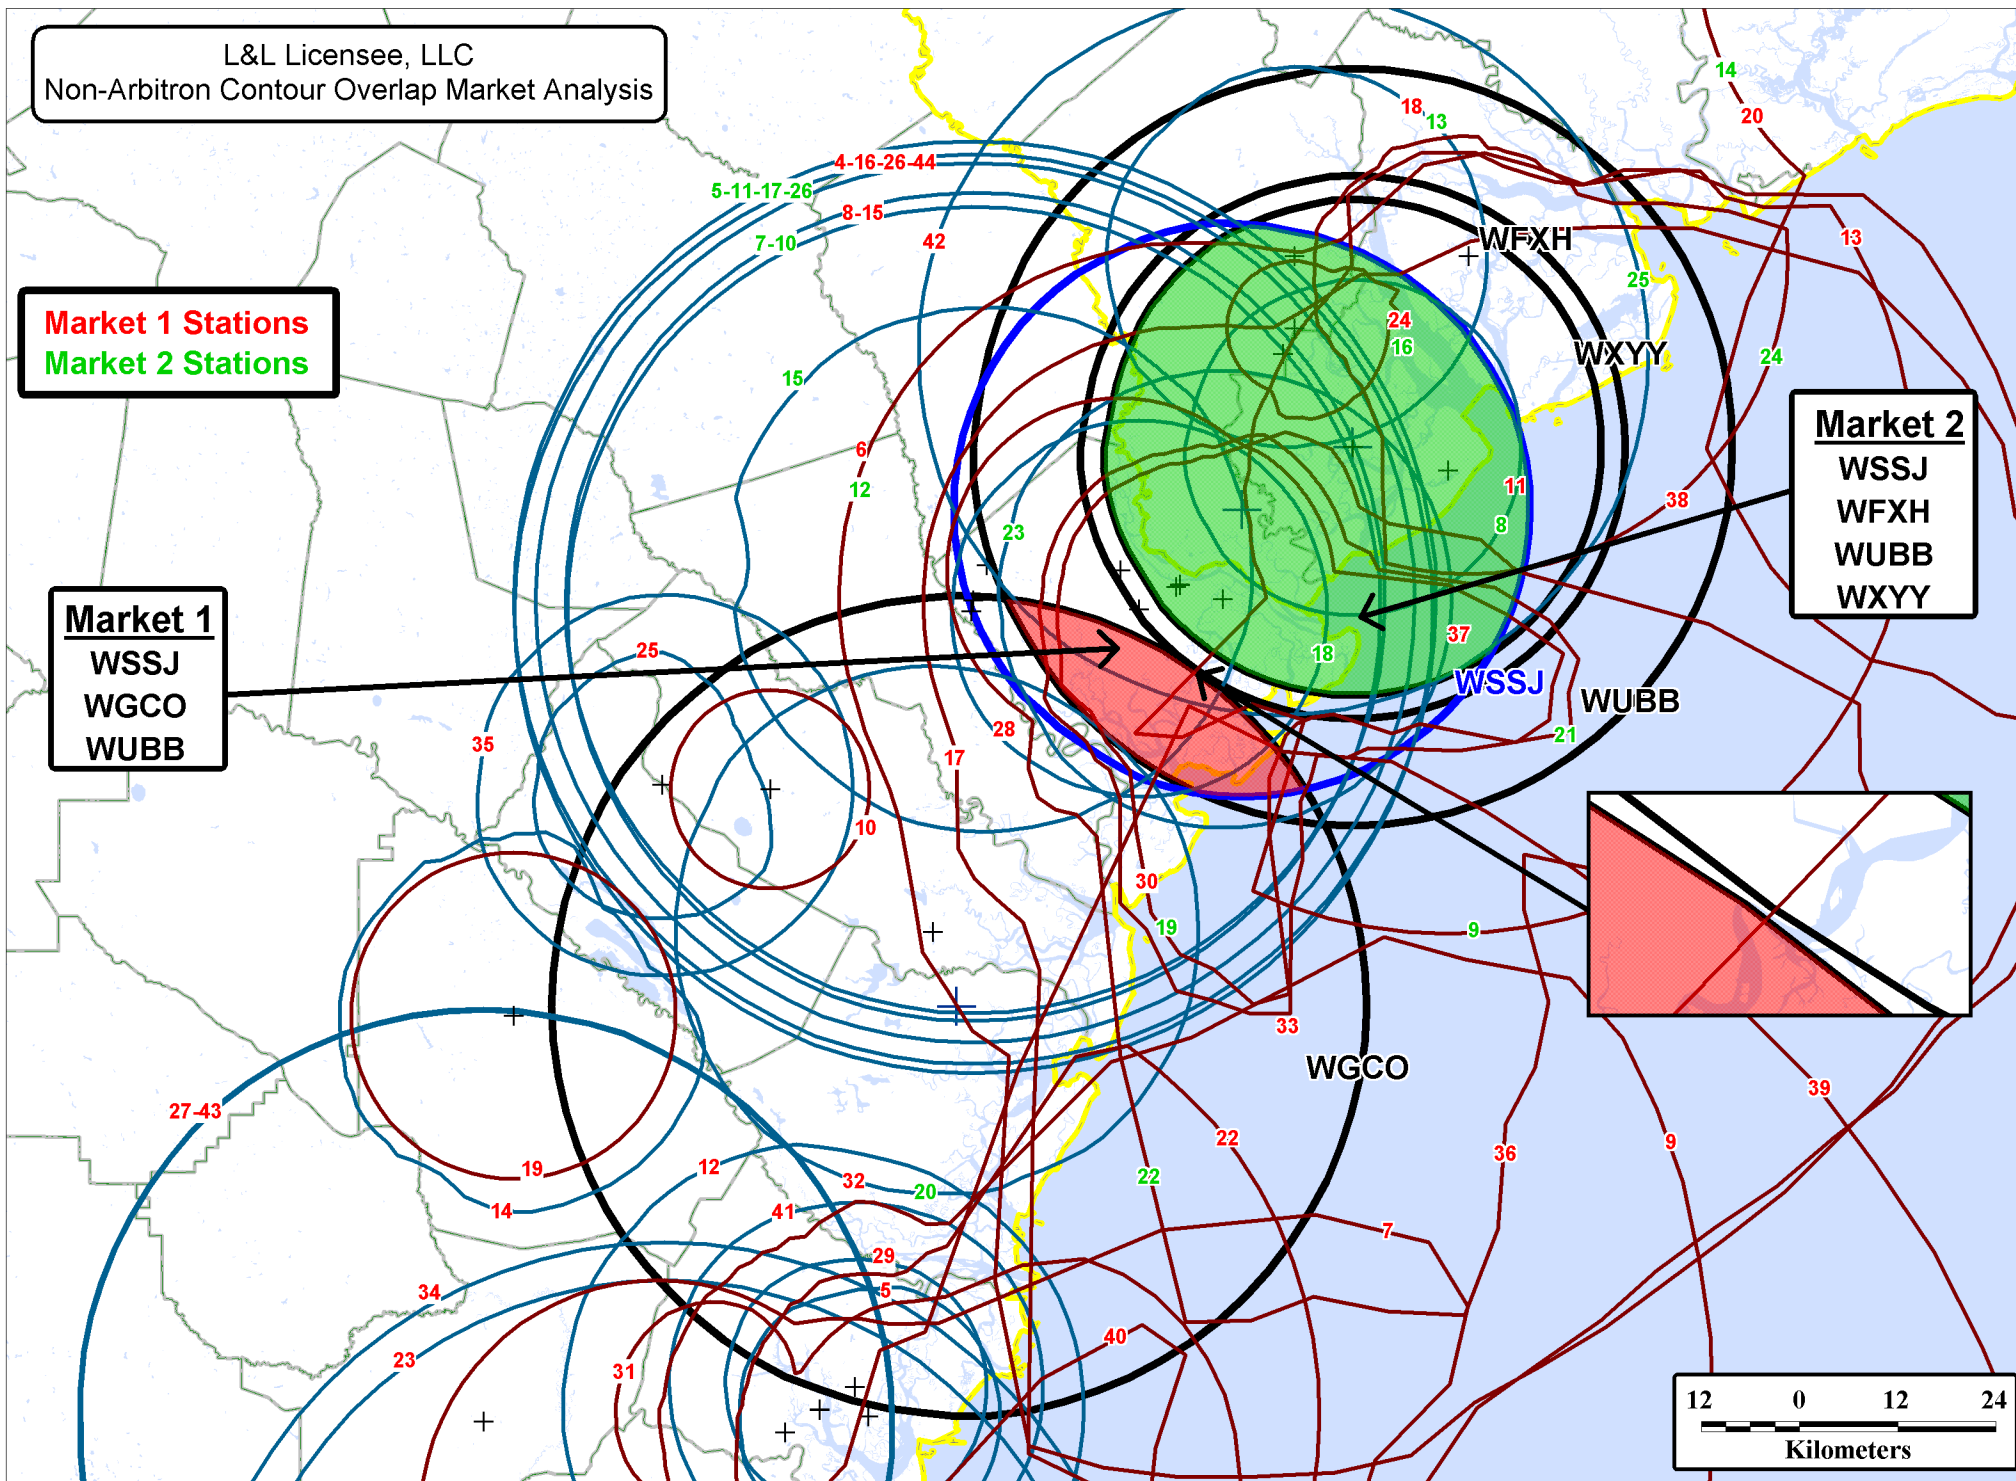 L&L Licensee, LLC
Non-Arbitron Contour Overlap Market Analysis
14
20
18
13
4-16-26-44
5-11-17-26
8-15
7-10
42
WFXH
13
25
Market 1 Stations
Market 2 Stations
24
16
WXYY
24
15
Market 2
WSSJ
WFXH
WUBB
WXYY
6
12
11
38
8
23
Market 1
WSSJ
WGCO
WUBB
25
37
18
WSSJ
WUBB
35
28
21
17
10
30
19
9
33
WGCO
39
27-43
22
9
36
12
19
32
22
20
14
41
7
29
34
5
40
23
31
12 0 12 24
Kilometers